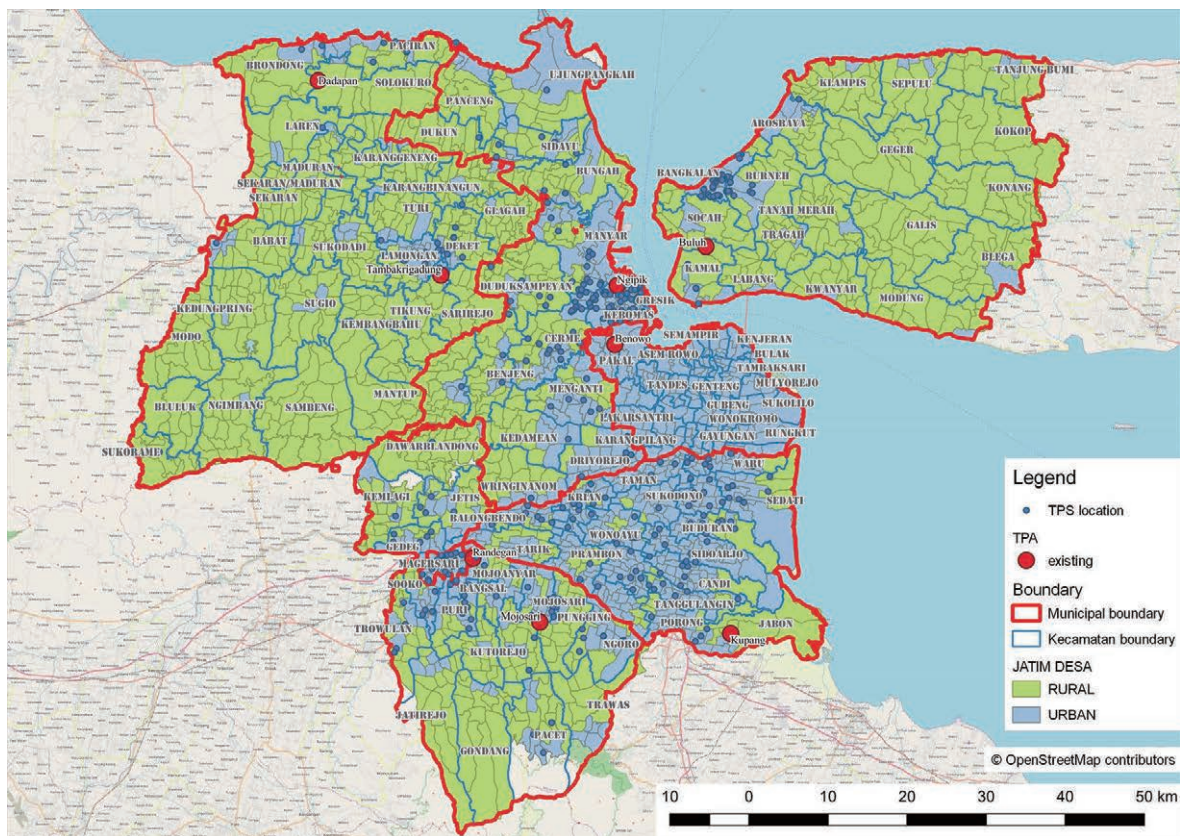 BRONDONG
PACIRAN
Dadapan
SOLOKURO
UJUNGPANGKAH
PANCENG
LAREN
DUKUN
SIDAYU
KARANGGENENG
MADURAN
SEKARAN/MADURAN
SEKARAN
KARANGBINANGUN
BUNGAH
TURI
GLAGAH
MANYAR
BABAT
SUKODADI
LAMONGAN
DEKET
Tambakrigadung
KEDUNGPRING
SUGIO
TIKUNG
KEMBANGBAHU
SARIREJO
DUDUKSAMPEYAN
Ngipik
GRESIK
KEBOMAS
MODO
MANTUP
BLULUK
NGIMBANG
SAMBENG
SUKORAME
CERME
BENJENG
MENGANTI
KEDAMEAN
DRIYOREJO
WRINGINANOM
KLAMPIS
SEPULU
TANJUNG BUMI
AROSBAYA
KOKOP
GEGER
BANGKALAN
BURNEH
KONANG
SOCAH
TANAH MERAH
GALIS
TRAGAH
Buluh
KAMAL
LABANG
BLEGA
KWANYAR
MODUNG
Benowo
PAKAL
SEMAMPIR
KENJERAN
ASEM ROWO
BULAK
TAMBAKSARI
TANDES
GENTENG
MULYOREJO
GUBENG
SUKOLILO
LAKARSANTRI
WONOKROMO
KARANGPILANG
GAYUNGAN
RUNGKUT
DAWARBLANDONG
KEMLAGI
JETIS
GEDEG
BALONGBENDO
KRIAN
TAMAN
WARU
SUKODONO
SEDATI
WONOAYU
BUDURAN
TARIK
PRAMBON
SIDOARJO
Randegan
MAGERSARI
MOJOANYAR
CANDI
SOOKO
BANGSAL
TANGGULANGIN
PURI
Mojosari
MOJOSARI
PUNGGING
PORONG
JABON
TROWULAN
Kupang
NGORO
KUTOREJO
JATIREJO
TRAWAS
GONDANG
PACET
Legend
TPS location
TPA
existing
Boundary
Municipal boundary
Kecamatan boundary
JATIM DESA
RURAL
URBAN
© OpenStreetMap contributors
10 0 10 20 30 40 50 km